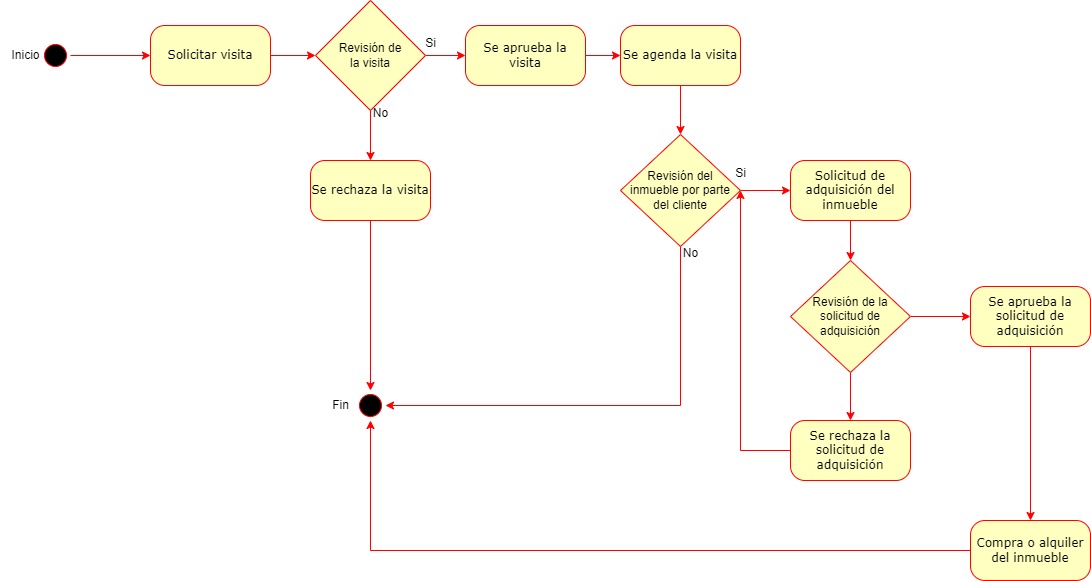 Inicio
Solicitar visita
Revisión de
la visita
Si
Se aprueba la
visita
Se agenda la visita
No
Se rechaza la visita
Revisión del
inmueble por parte
del cliente
Si
Solicitud de
adquisición del
inmueble
No
Revisión de la
solicitud de
adquisición
Se aprueba la
solicitud de
adquisición
Fin
Se rechaza la
solicitud de
adquisición
Compra o alquiler
del inmueble